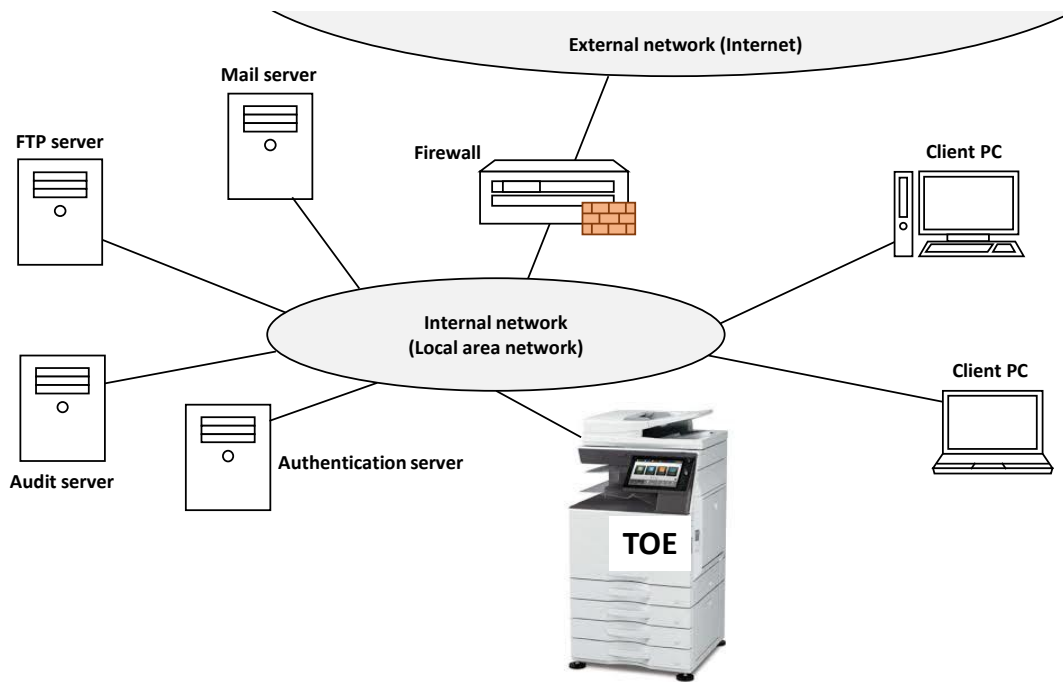 External network (Internet)
Mail server
FTP server
Firewall
Client PC
Internal network
(Local area network)
Client PC
Audit server
Authentication server
TOE